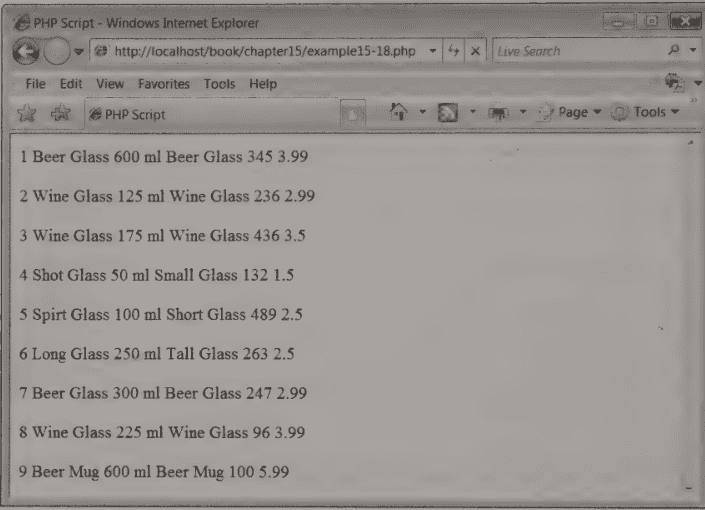 PHP Script - Windows Internet Explorer
http://localhost/book/chapter15/example15-18.php Live Search
File Edit View Favorites Tools Help
PHP Script Page Tools
1 Beer Glass 600 ml Beer Glass 345 3.99
2 Wine Glass 125 ml Wine Glass 236 2.99
3 Wine Glass 175 ml Wine Glass 436 3.5
4 Shot Glass 50 ml Small Glass 132 1.5
5 Spirt Glass 100 ml Short Glass 489 2.5
6 Long Glass 250 ml Tall Glass 263 2.5
7 Beer Glass 300 ml Beer Glass 247 2.99
8 Wine Glass 225 ml Wine Glass 96 3.99
9 Beer Mug 600 ml Beer Mug 100 5.99